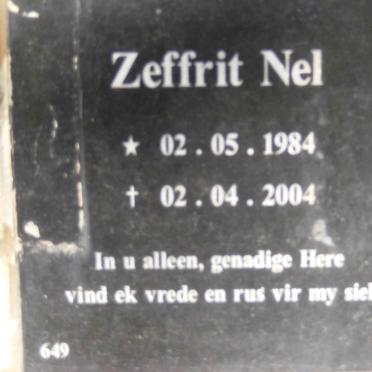 Zeffrit Nel
★ 02 . 05 . 1984
† 02 . 04 . 2004
In u alleen, genadige Here
vind ek vrede en rus vir my siel
649